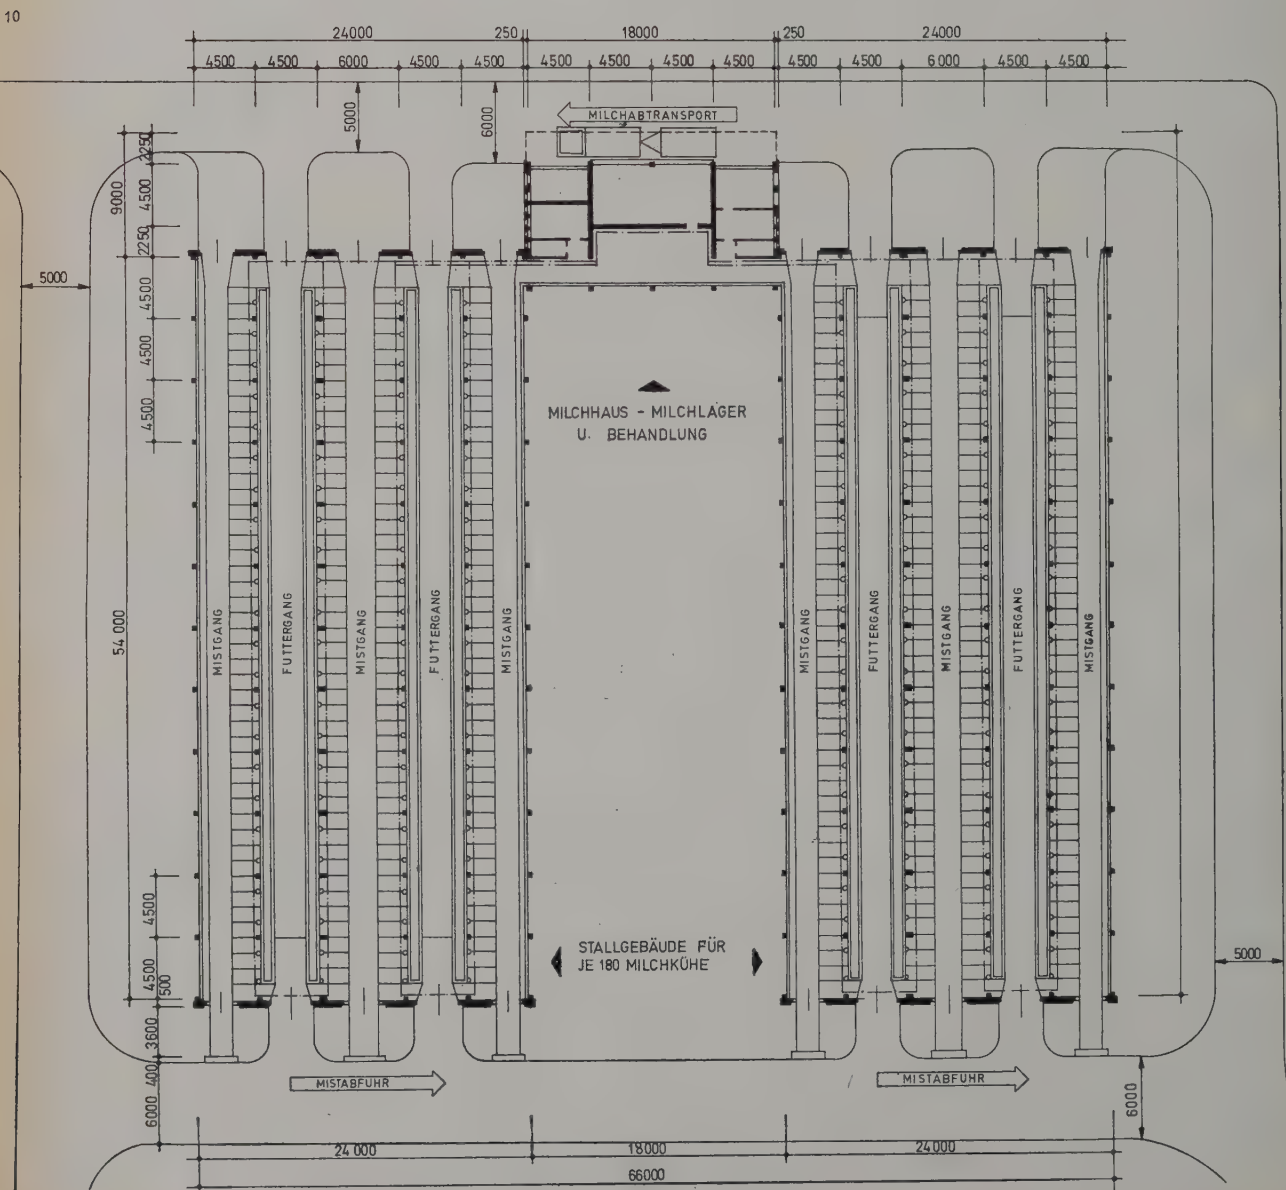 10
24000 250 18000 250 24000
4500 4500 6000 4500 4500 4500 4500 4500 4500 4500 4500 6000 4500 4500
5000
6000
MILCHABTRANSPORT
9000
2250
4500
2250
5000
4500
4500
4500
MILCHHAUS - MILCHLAGER
U. BEHANDLUNG
54 000
MISTGANG
FUTTERGANG
MISTGANG
FUTTERGANG
MISTGANG
MISTGANG
FUTTERGANG
MISTGANG
FUTTERGANG
MISTGANG
4500
4500
500
STALLGEBÄUDE FÜR
JE 180 MILCHKÜHE
5000
3600
400
6000
MISTABFUHR
MISTABFUHR
6000
24 000 18000 24000
66000